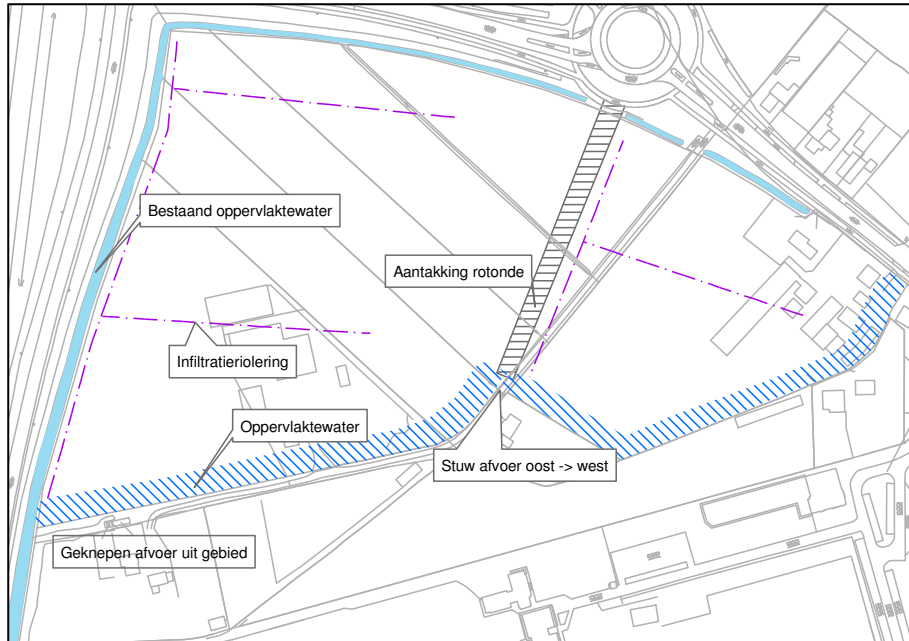 Bestaand oppervlaktewater
Aantakking rotonde
Infiltratieriolering
Oppervlaktewater
Stuw afvoer oost -> west
Geknepen afvoer uit gebied